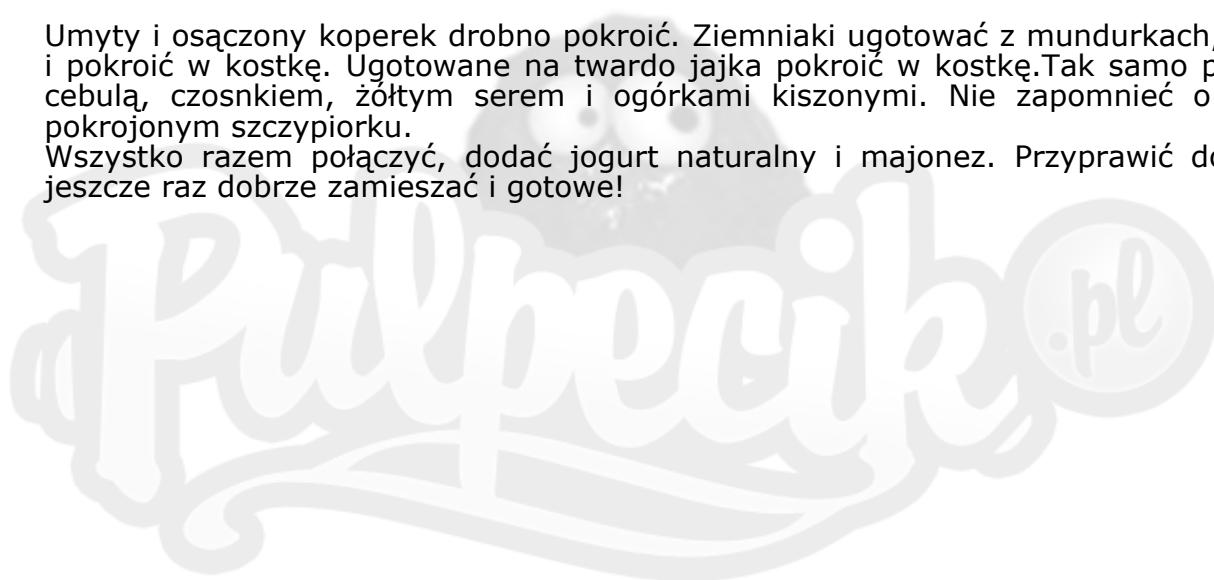 Umyty i osączony koperek drobno pokroić. Ziemniaki ugotować z mundurkach,
i pokroić w kostkę. Ugotowane na twardo jajka pokroić w kostkę.Tak samo
cebulą, czosnkiem, żółtym serem i ogórkami kiszonymi. Nie zapomnieć o
pokrojonym szczypiorku.
Wszystko razem połączyć, dodać jogurt naturalny i majonez. Przyprawić
jeszcze raz dobrze zamieszać i gotowe!
Pulpecik.pl